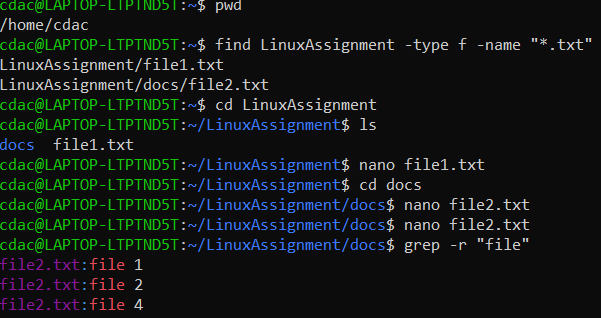 cdac@LAPTOP-LTPTND5T:~$ pwd
/home/cdac
cdac@LAPTOP-LTPTND5T:~$ find LinuxAssignment -type f -name "*.txt"
LinuxAssignment/file1.txt
LinuxAssignment/docs/file2.txt
cdac@LAPTOP-LTPTND5T:~$ cd LinuxAssignment
cdac@LAPTOP-LTPTND5T:~/LinuxAssignment$ ls
docs  file1.txt
cdac@LAPTOP-LTPTND5T:~/LinuxAssignment$ nano file1.txt
cdac@LAPTOP-LTPTND5T:~/LinuxAssignment$ cd docs
cdac@LAPTOP-LTPTND5T:~/LinuxAssignment/docs$ nano file2.txt
cdac@LAPTOP-LTPTND5T:~/LinuxAssignment/docs$ nano file2.txt
cdac@LAPTOP-LTPTND5T:~/LinuxAssignment/docs$ grep -r "file"
file2.txt:file 1
file2.txt:file 2
file2.txt:file 4